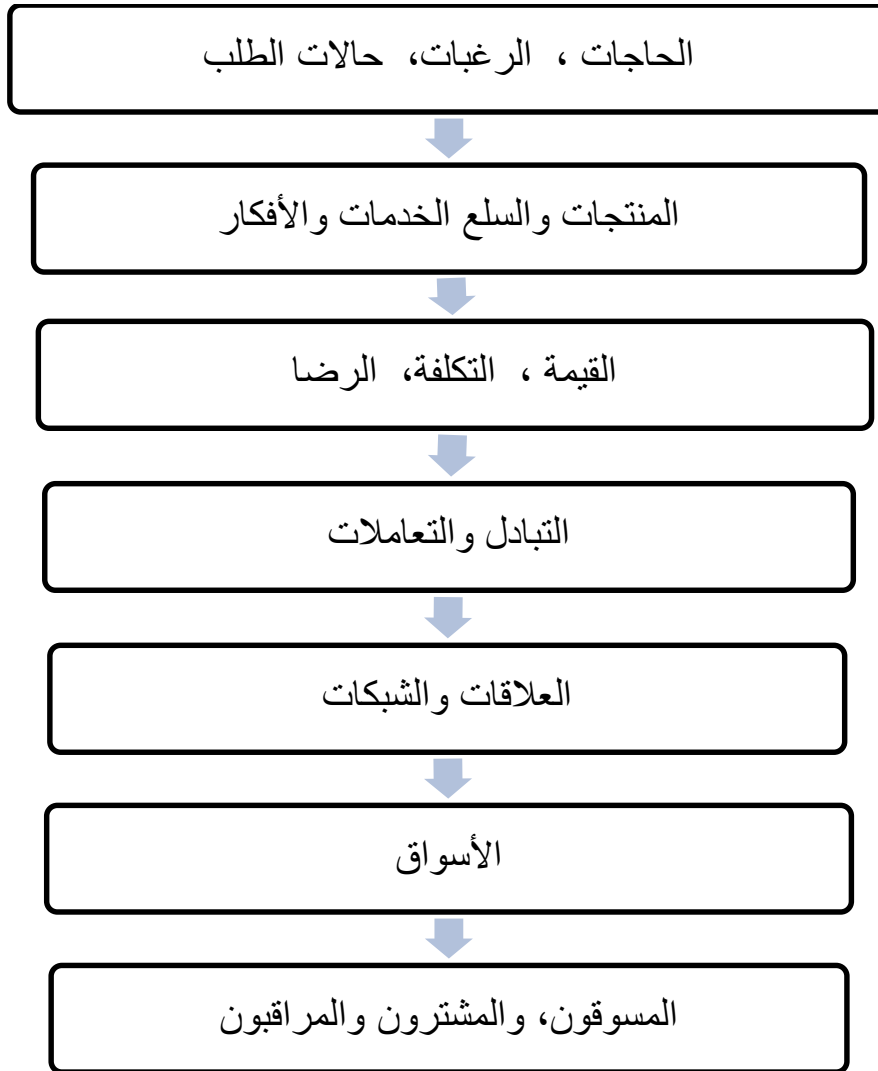 الحاجات ، الرغبات، حالات الطلب
المنتجات والسلع الخدمات والأفكار
القيمة ، التكلفة، الرضا
التبادل والتعاملات
العلاقات والشبكات
الأسواق
المسوقون، والمشترون والمراقبون